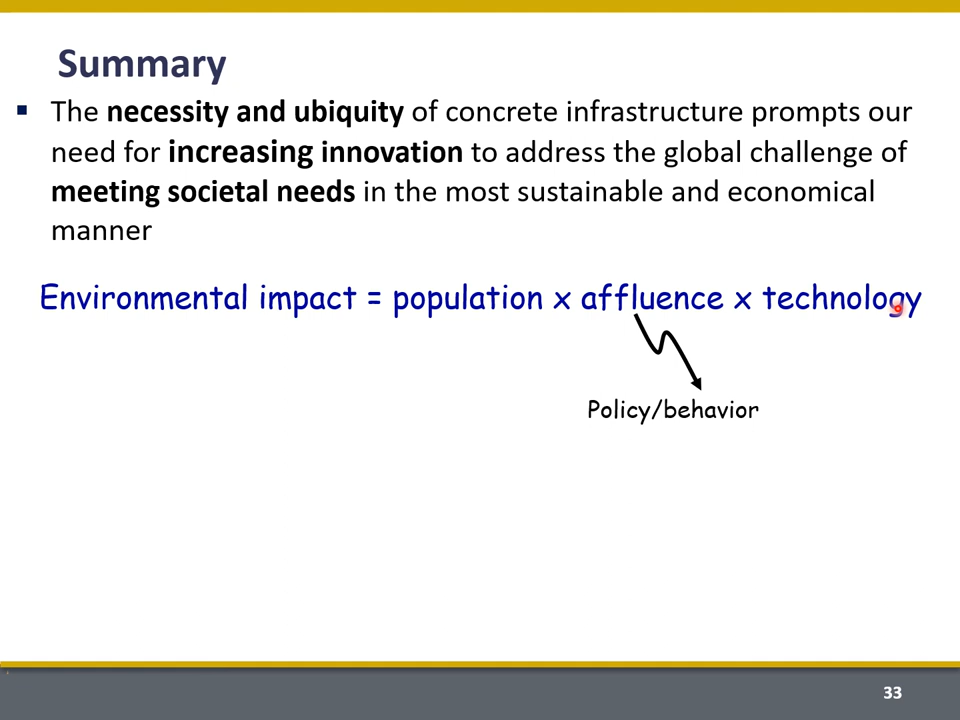 Summary
The necessity and ubiquity of concrete infrastructure prompts our
need for increasing innovation to address the global challenge of
meeting societal needs in the most sustainable and economical
manner
Environmental impact = population x affluence x technology
Policy/behavior
33